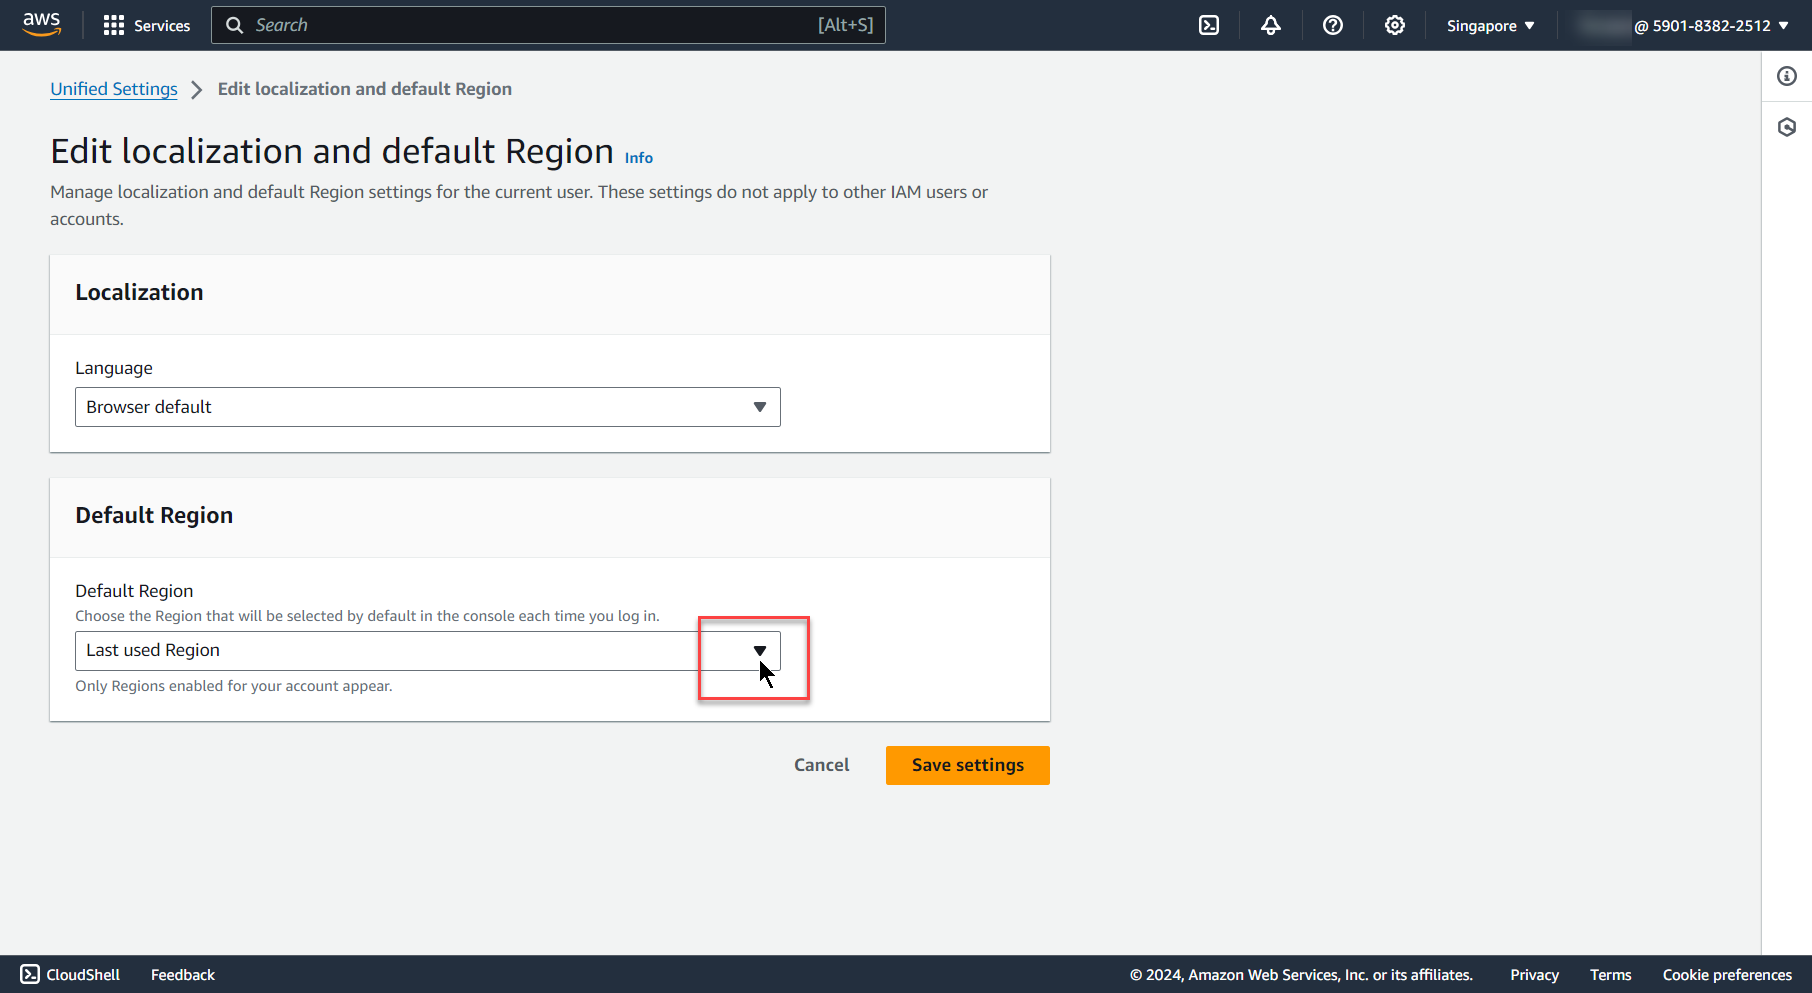 aws
Services
Search
[Alt+S]
Singapore
@ 5901-8382-2512
Unified Settings
Edit localization and default Region
Edit localization and default Region
Info
Manage localization and default Region settings for the current user. These settings do not apply to other IAM users or
accounts.
Localization
Language
Browser default
Default Region
Default Region
Choose the Region that will be selected by default in the console each time you log in.
Last used Region
Only Regions enabled for your account appear.
Cancel
Save settings
CloudShell
Feedback
© 2024, Amazon Web Services, Inc. or its affiliates.
Privacy
Terms
Cookie preferences